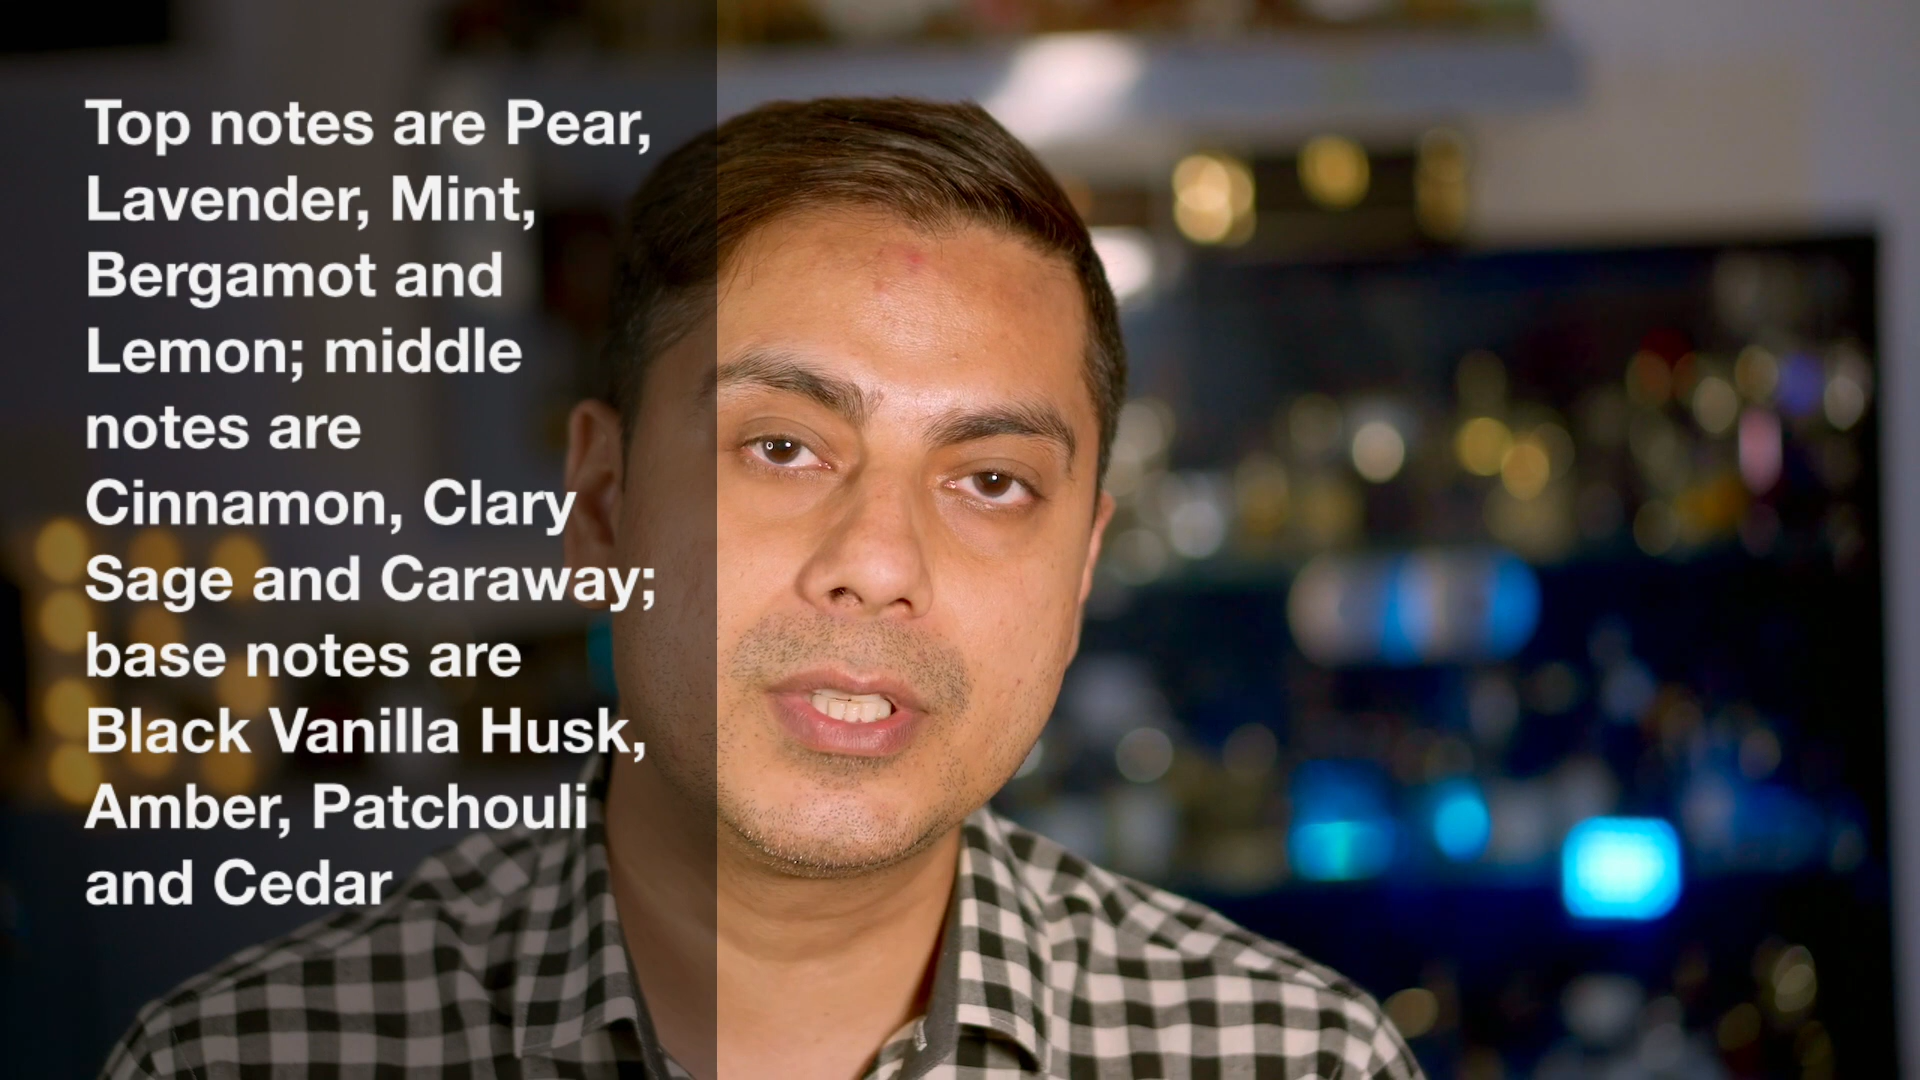 Top notes are Pear,
Lavender, Mint,
Bergamot and
Lemon; middle
notes are
Cinnamon, Clary
Sage and Caraway;
base notes are
Black Vanilla Husk,
Amber, Patchouli
and Cedar